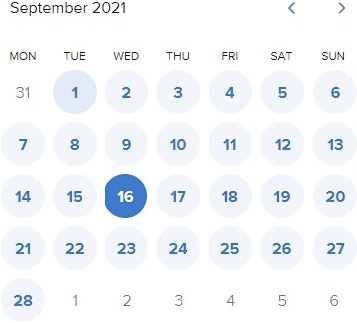 September 2021
MON TUE WED THU FRI SAT SUN
31 1 2 3 4 5 6
7 8 9 10 11 12 13
14 15 16 17 18 19 20
21 22 23 24 25 26 27
28 1 2 3 4 5 6